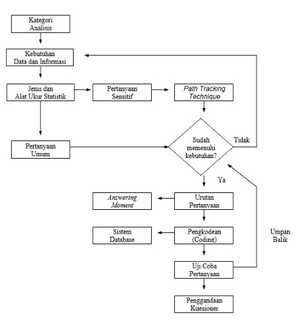 Kategori
Analisis
Kebutuhan
Data dan Informasi
Jenis dan
Alat Ukur Statistik
Pertanyaan
Sensitif
Path Tracking
Technique
Pertanyaan
Umum
Sudah
memenuhi
kebutuhan?
Tidak
Ya
Answering
Moment
Urutan
Pertanyaan
Sistem
Database
Pengkodean
(Coding)
Umpan
Balik
Uji Coba
Pertanyaan
Penggandaan
Kuesioner